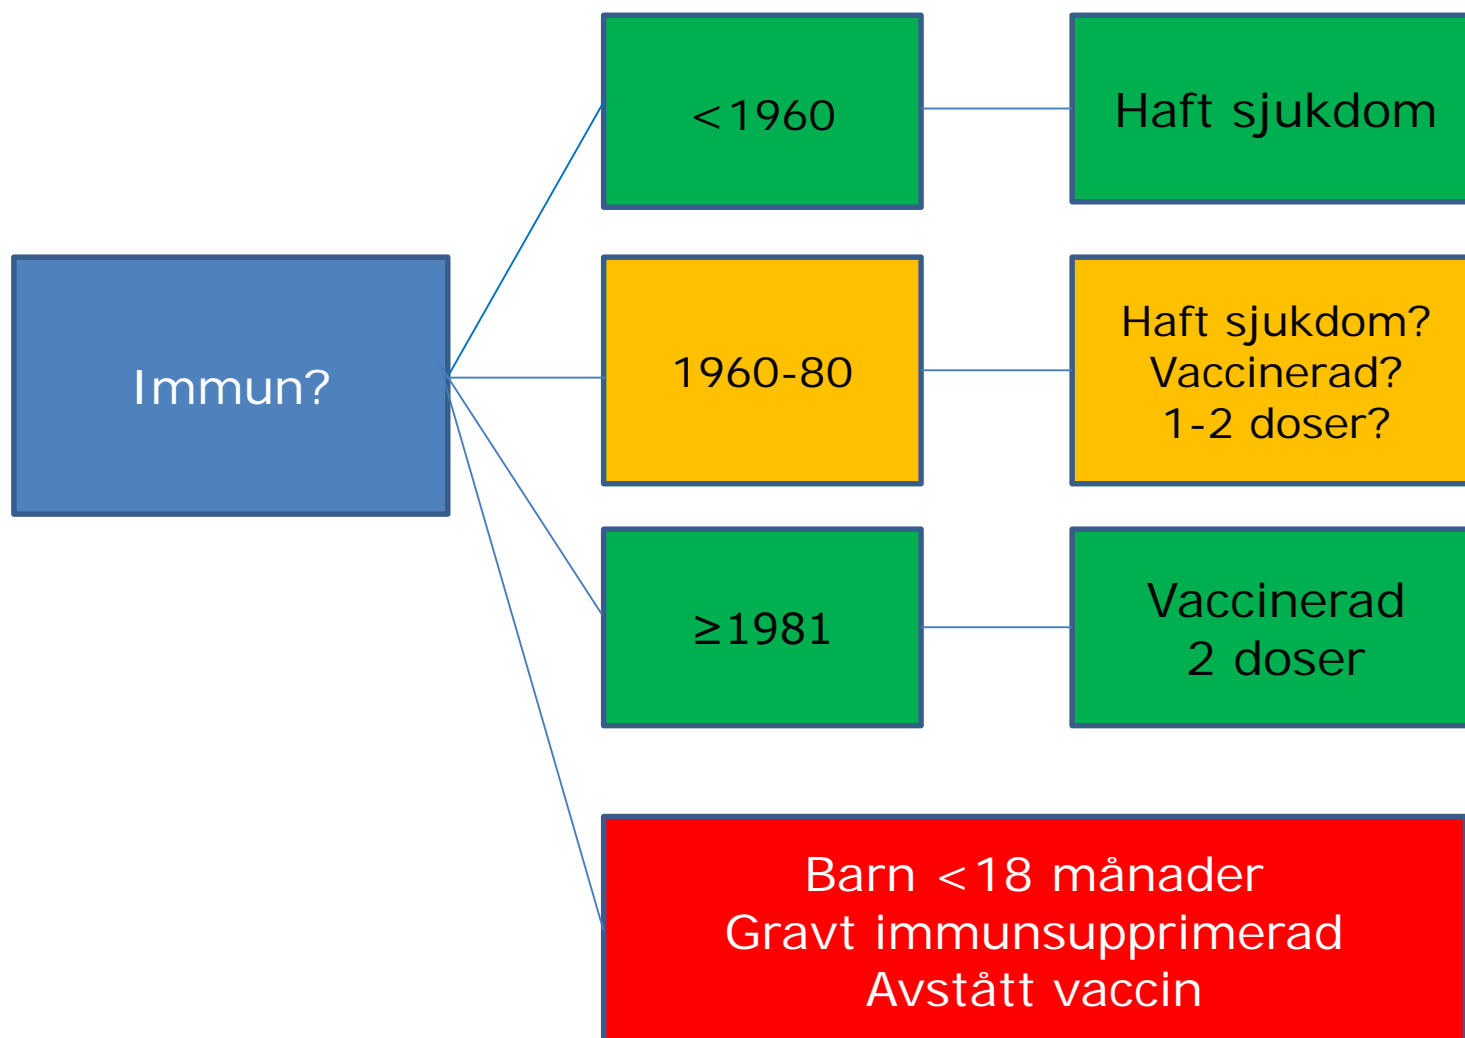 Immun?
<1960
Haft sjukdom
1960-80
Haft sjukdom?
Vaccinerad?
1-2 doser?
≥1981
Vaccinerad
2 doser
Barn <18 månader
Gravt immunsupprimerad
Avstått vaccin